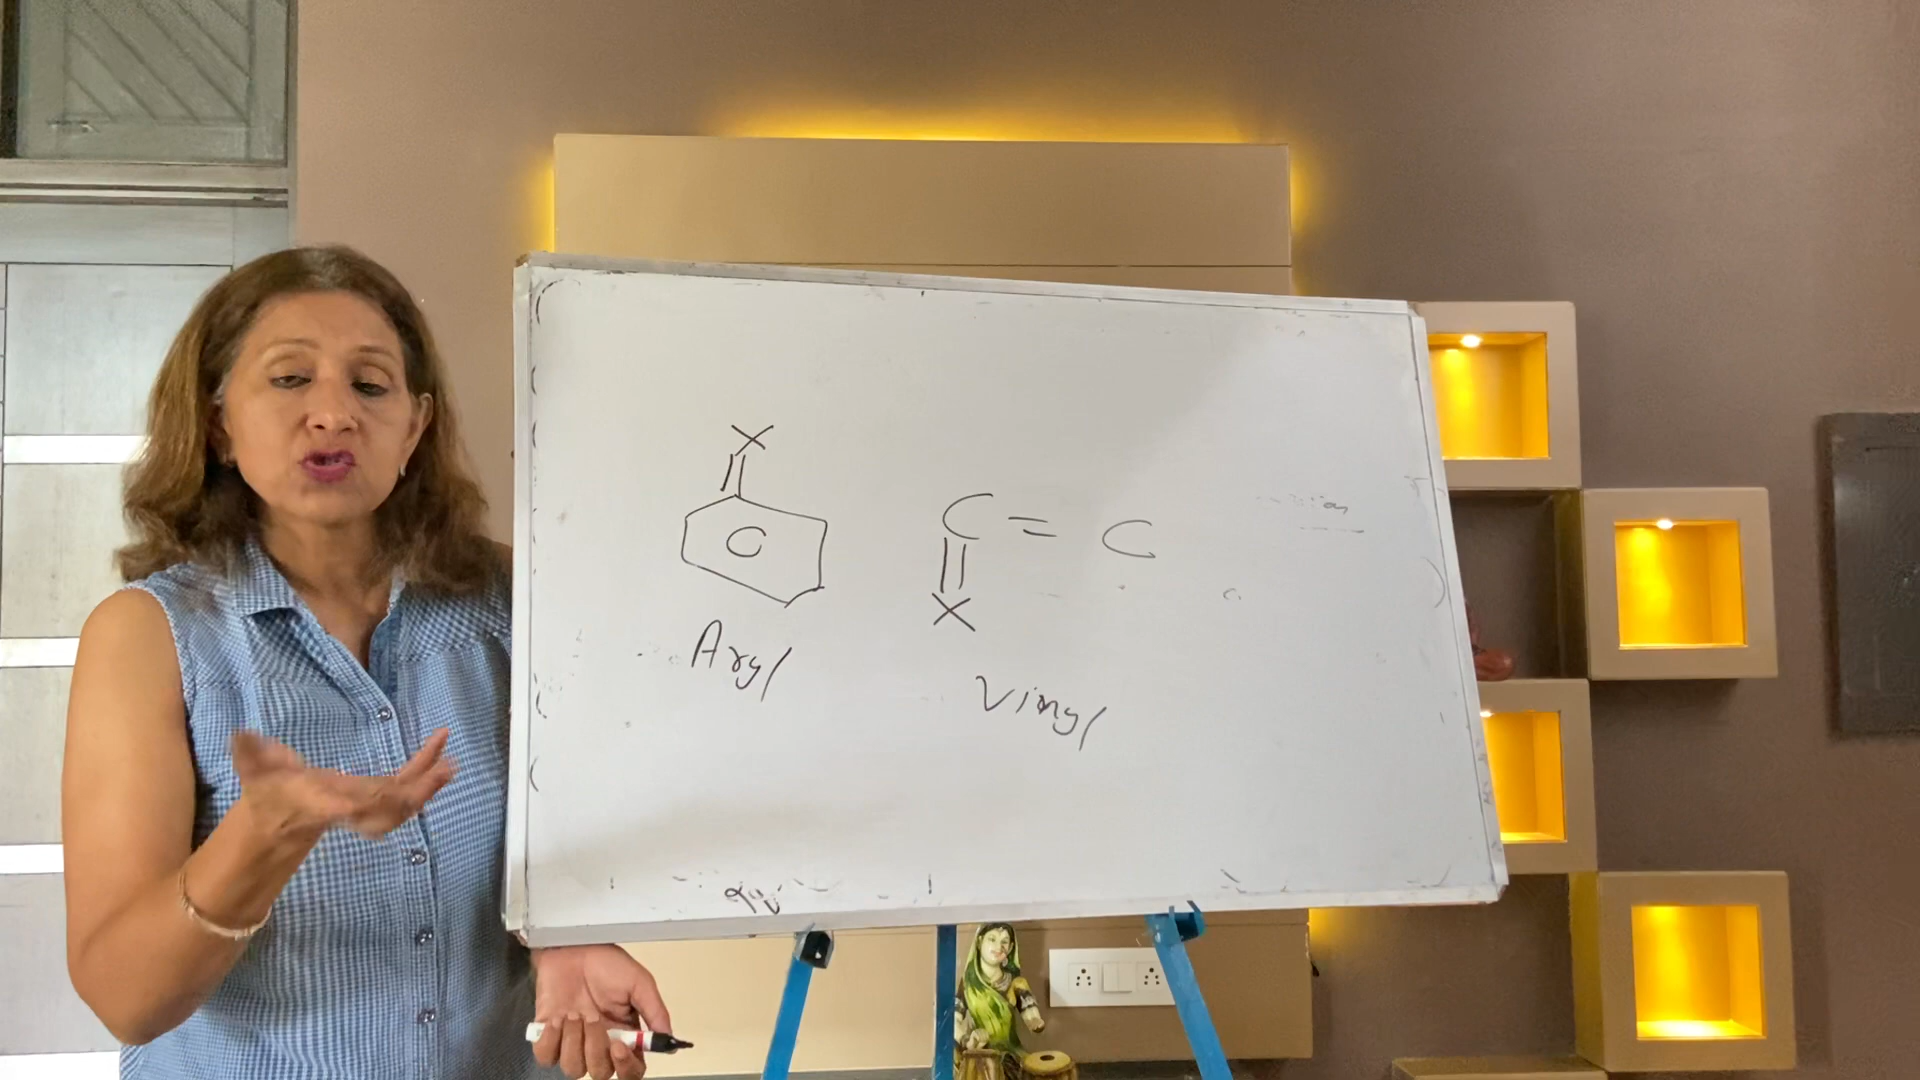 X
C
C = C
X
Aryl
Vinyl